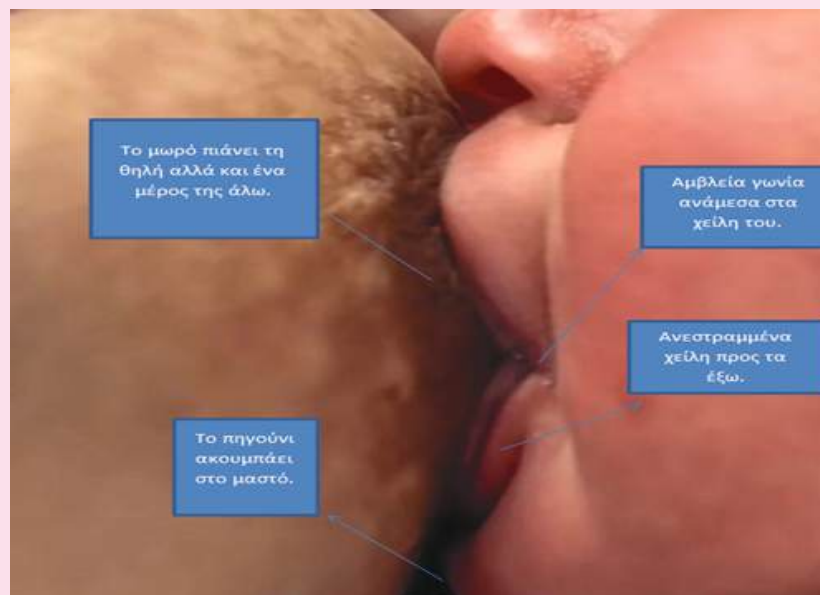 Το μωρό πιάνει τη
θηλή αλλά και ένα
μέρος της άλω.
Αμβλεία γωνία
ανάμεσα στα
χείλη του.
Ανεστραμμένα
χείλη προς τα
έξω.
Το πηγούνι
ακουμπάει
στο μαστό.